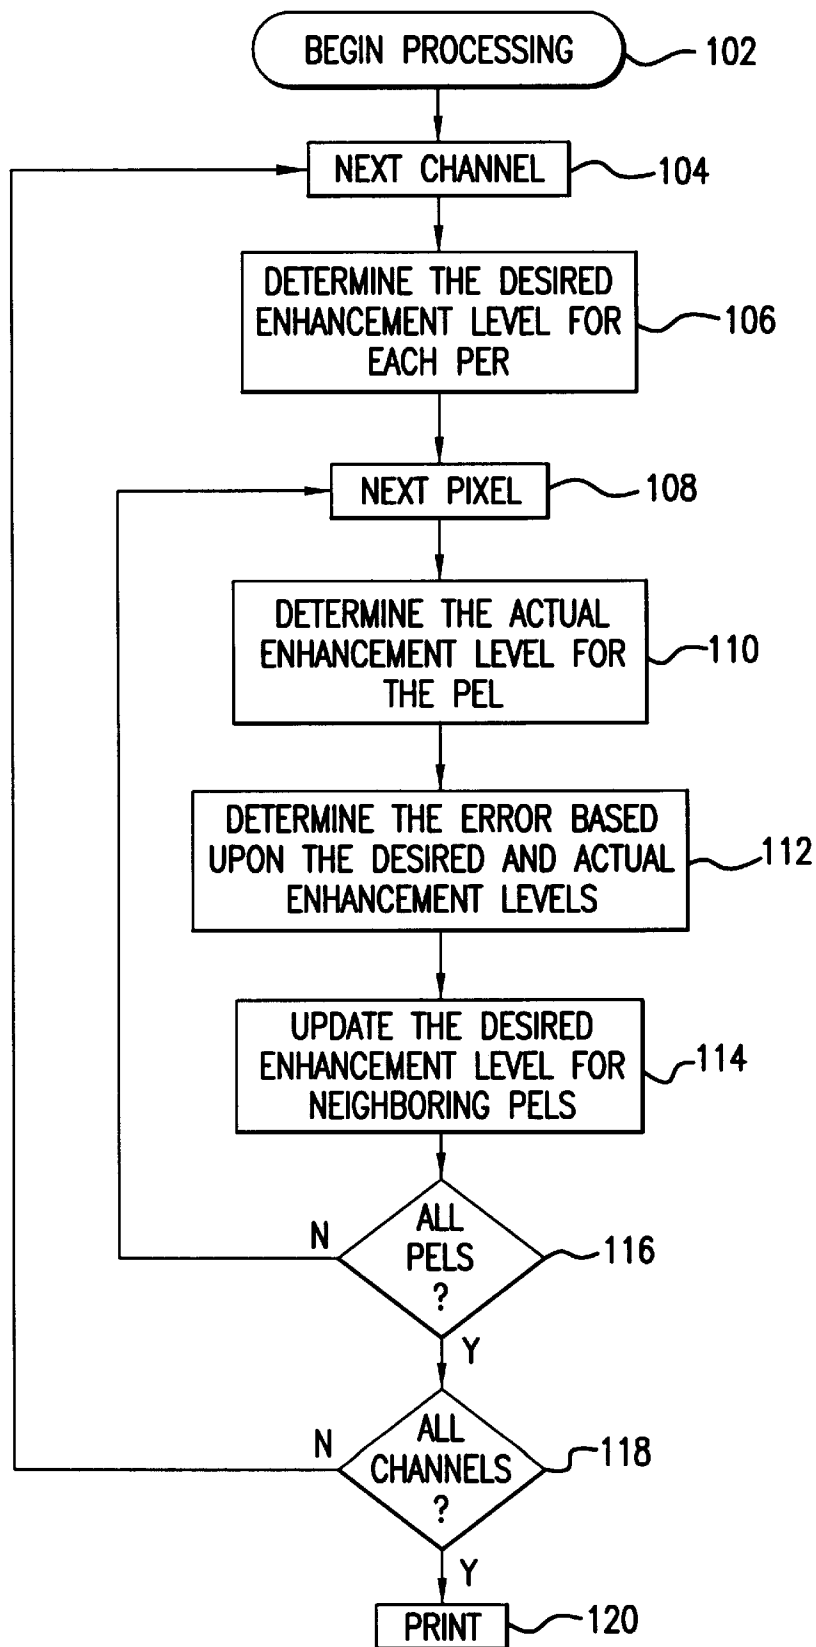 BEGIN PROCESSING
102
NEXT CHANNEL
104
DETERMINE THE DESIRED
ENHANCEMENT LEVEL FOR
EACH PER
106
NEXT PIXEL
108
DETERMINE THE ACTUAL
ENHANCEMENT LEVEL FOR
THE PEL
110
DETERMINE THE ERROR BASED
UPON THE DESIRED AND ACTUAL
ENHANCEMENT LEVELS
112
UPDATE THE DESIRED
ENHANCEMENT LEVEL FOR
NEIGHBORING PELS
114
ALL
PELS
?
N
116
Y
ALL
CHANNELS
?
N
118
Y
PRINT
120